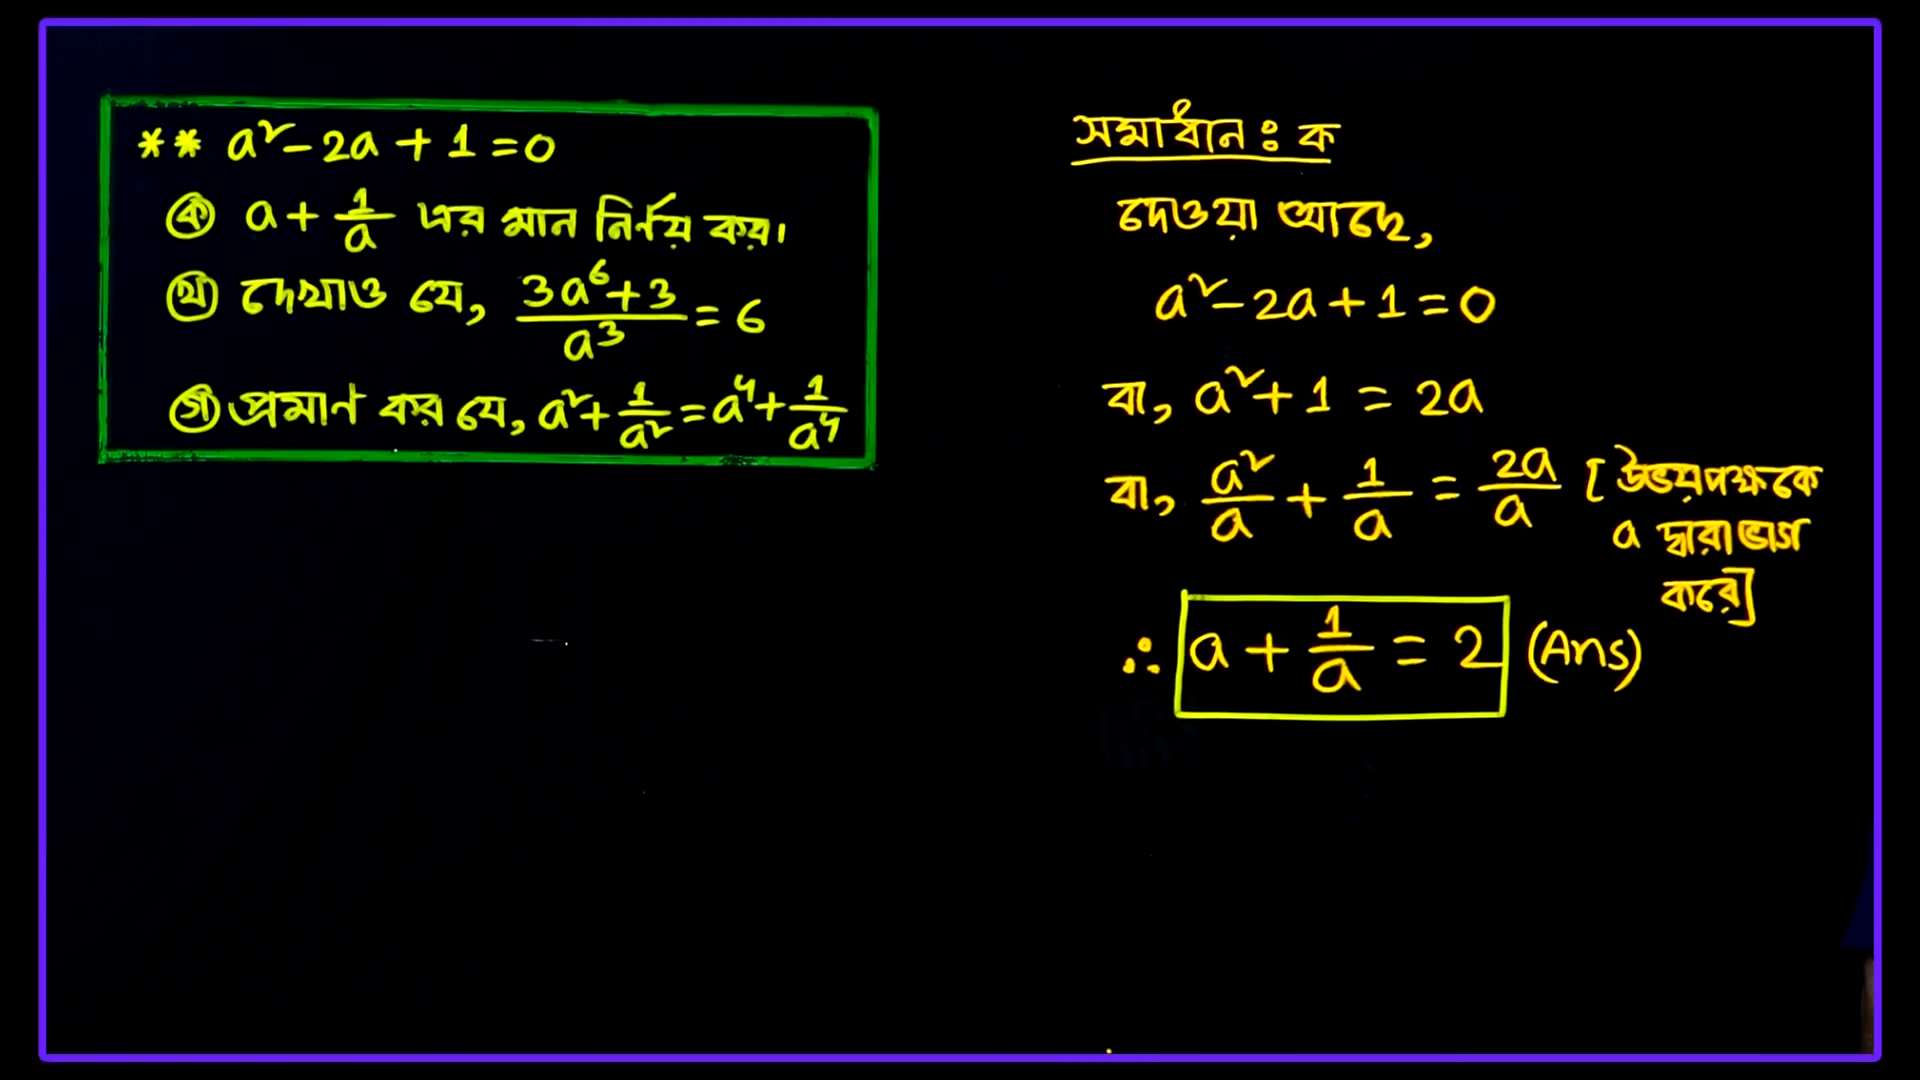 ** a² - 2a + 1 = 0
ক a + 1/a এর মান নির্ণয় কর।
খ দেখাও যে, (3a⁶ + 3)/a³ = 6
গ প্রমাণ কর যে, a² + 1/a² = a⁴ + 1/a⁴
সমাধান : ক
দেওয়া আছে,
a² - 2a + 1 = 0
বা, a² + 1 = 2a
বা, a²/a + 1/a = 2a/a [উভয়পক্ষকে
a দ্বারা ভাগ
করে]
∴ a + 1/a = 2 (Ans)